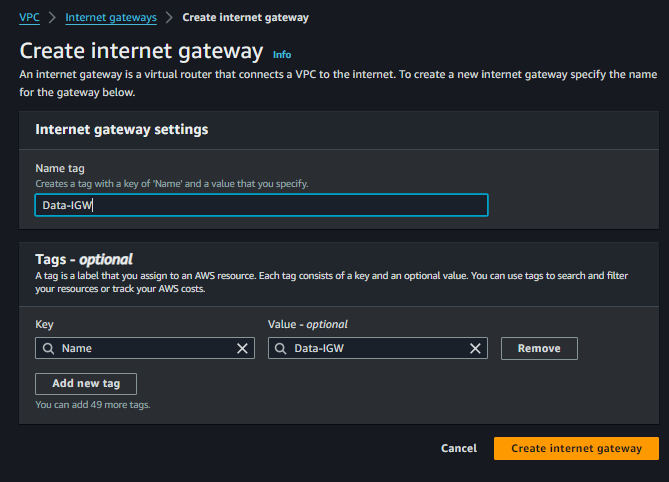 VPC > Internet gateways > Create internet gateway
Create internet gateway Info
An internet gateway is a virtual router that connects a VPC to the internet. To create a new internet gateway specify the name
for the gateway below.
Internet gateway settings
Name tag
Creates a tag with a key of 'Name' and a value that you specify.
Data-IGW
Tags - optional
A tag is a label that you assign to an AWS resource. Each tag consists of a key and an optional value. You can use tags to search and filter
your resources or track your AWS costs.
Key Value - optional
Name Data-IGW Remove
Add new tag
You can add 49 more tags.
Cancel Create internet gateway